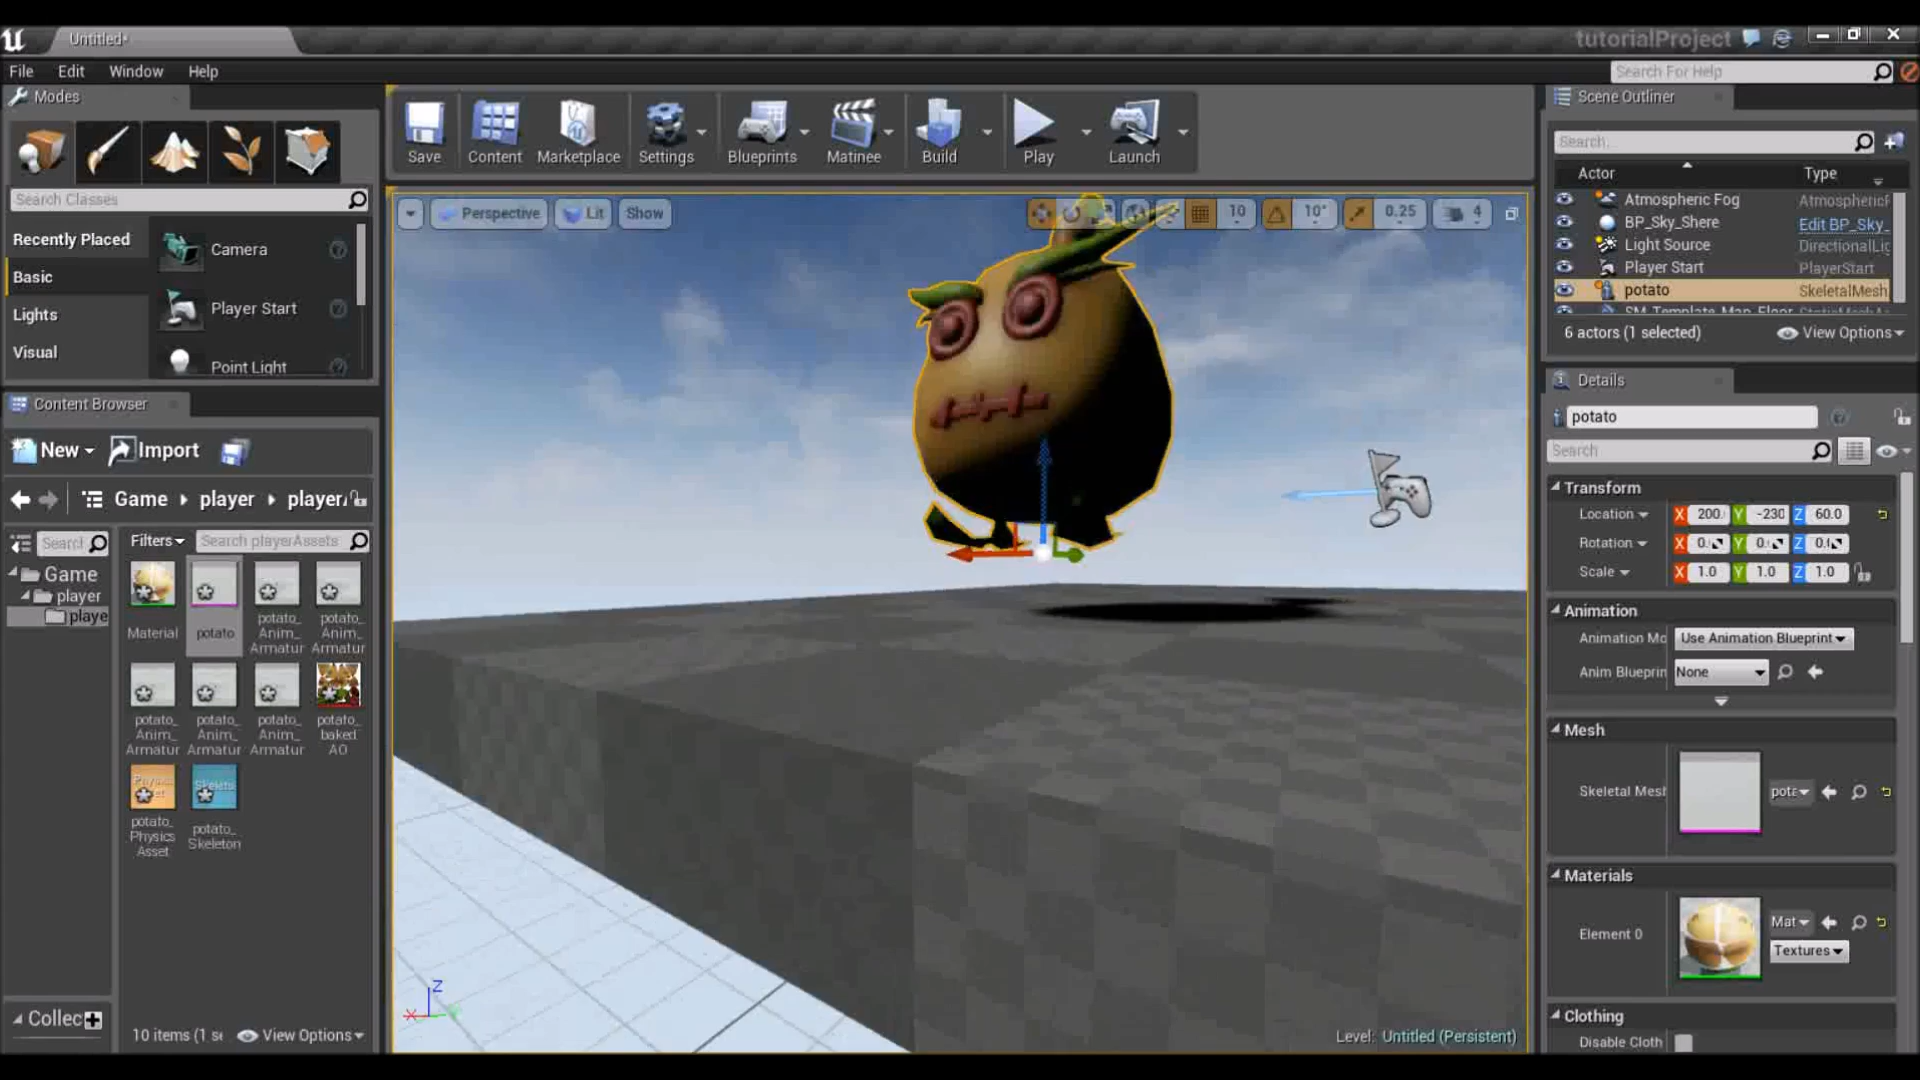 Untitled*
tutorialProject
File Edit Window Help
Search For Help
Modes
Search Classes
Recently Placed
Basic
Lights
Visual
Camera
Player Start
Point Light
Save
Content
Marketplace
Settings
Blueprints
Matinee
Build
Play
Launch
Perspective
Lit
Show
10
10°
0.25
4
Content Browser
New
Import
Game
player
player
Search
Game
player
playe
Filters
Search playerAssets
Material
potato
potato_
Anim_
Armatur
potato_
Anim_
Armatur
potato_
Anim_
Armatur
potato_
Anim_
Armatur
potato_
Anim_
Armatur
potato_
baked_
AO
potato_
Physics
Asset
potato_
Skeleton
Collec
10 items (1 se
View Options
X
Z
Level: Untitled (Persistent)
Scene Outliner
Search...
Actor Type
Atmospheric Fog AtmosphericF
BP_Sky_Shere Edit BP_Sky_
Light Source DirectionalLig
Player Start PlayerStart
potato SkeletalMesh
SM_Template_Map_Floor StaticMeshA
6 actors (1 selected)
View Options
Details
potato
Search
Transform
Location X 200. Y -230 Z 60.0
Rotation X 0. Y 0. Z 0.
Scale X 1.0 Y 1.0 Z 1.0
Animation
Animation Mo Use Animation Blueprint
Anim Blueprin None
Mesh
Skeletal Mesh pota
Materials
Element 0
Mat
Textures
Clothing
Disable Cloth